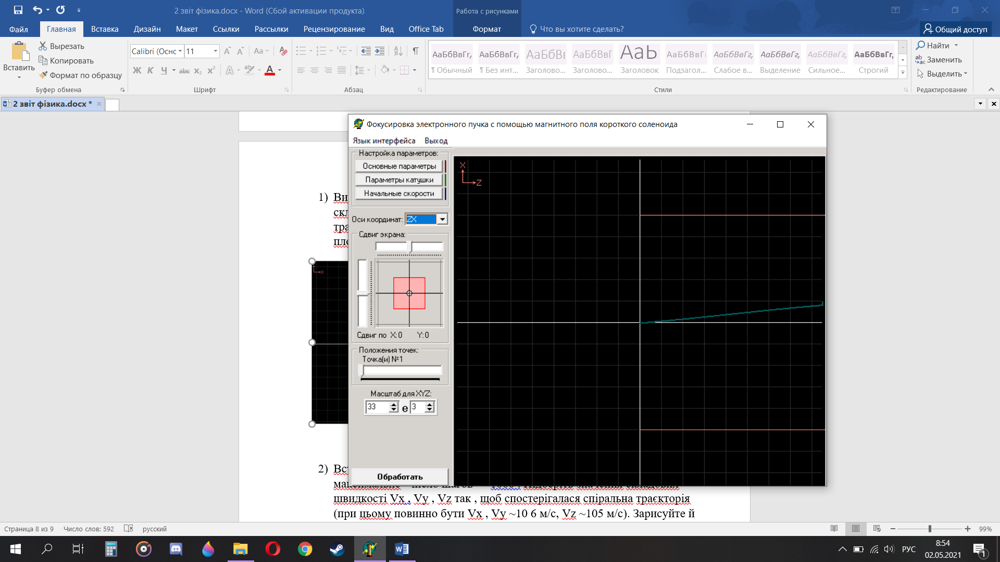 2 звіт фізика.docx - Word (Сбой активации продукта)
Работа с рисунками
Файл
Главная
Вставка
Дизайн
Макет
Ссылки
Рассылки
Рецензирование
Вид
Office Tab
Формат
Что вы хотите сделать?
Общий доступ
Вставить
Вырезать
Копировать
Формат по образцу
Буфер обмена
Calibri (Оснс
11
Ж К Ч abc x₂ x²
Шрифт
Абзац
АаБбВвГг,
¶ Обычный
АаБбВвГг,
¶ Без инт...
АаБбВв
Заголово...
АаБбВвГ
Заголово...
АаЬ
Заголовок
АаБбВвГ
Подзагол...
АаБбВвГг,
Слабое в...
АаБбВвГг,
Выделение
АаБбВвГг,
Сильное...
АаБбВвГг,
Строгий
Стили
Найти
Заменить
Выделить
Редактирование
2 звіт фізика.docx *
Фокусировка электронного пучка с помощью магнитного поля короткого соленоида
Язык интерфейса
Выход
Настройка параметров:
Основные параметры
Параметры катушки
Начальные скорости
Оси координат:
ZX
Сдвиг экрана:
Сдвиг по X:0 Y:0
Положения точек:
Точка(и) №1
Масштаб для XYZ:
33 e 3
Обработать
X
Z
1) Ви
скл
тра
пло
x
2) Вст
швидкості Vx , Vy , Vz так , щоб спостерігалася спіральна траєкторія
(при цьому повинно бути Vx , Vy ~10 6 м/с, Vz ~105 м/с). Зарисуйте й
Страница 8 из 9
Число слов: 592
русский
99%
РУС
8:54
02.05.2021
1